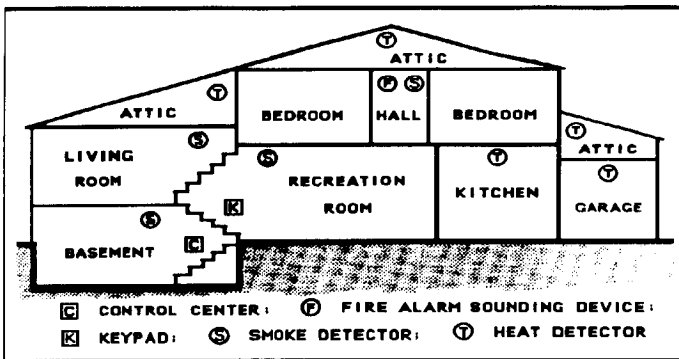 T
ATTIC
T
ATTIC
BEDROOM
F S
HALL
BEDROOM
T
ATTIC
S
LIVING
ROOM
S
RECREATION
ROOM
T
KITCHEN
T
GARAGE
K
S
BASEMENT
C
C CONTROL CENTER; F FIRE ALARM SOUNDING DEVICE;
K KEYPAD; S SMOKE DETECTOR; T HEAT DETECTOR